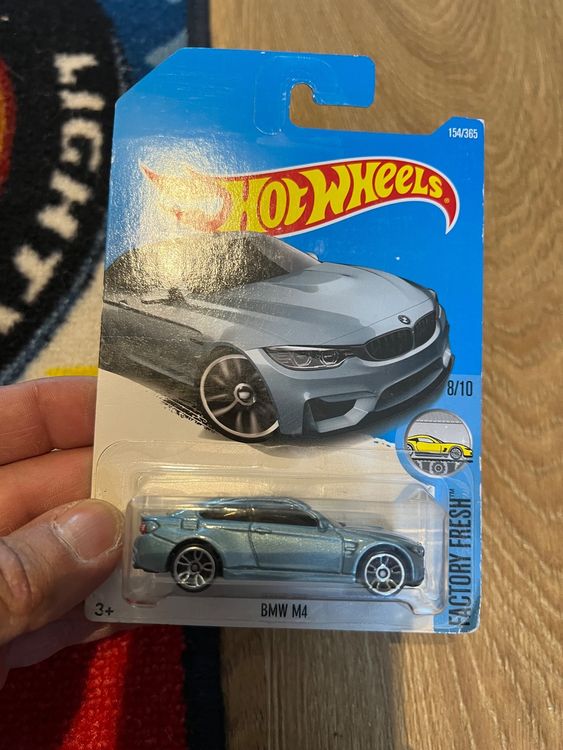 LIGHT
154/365
HOT WHEELS
8/10
FACTORY FRESH™
3+
BMW M4